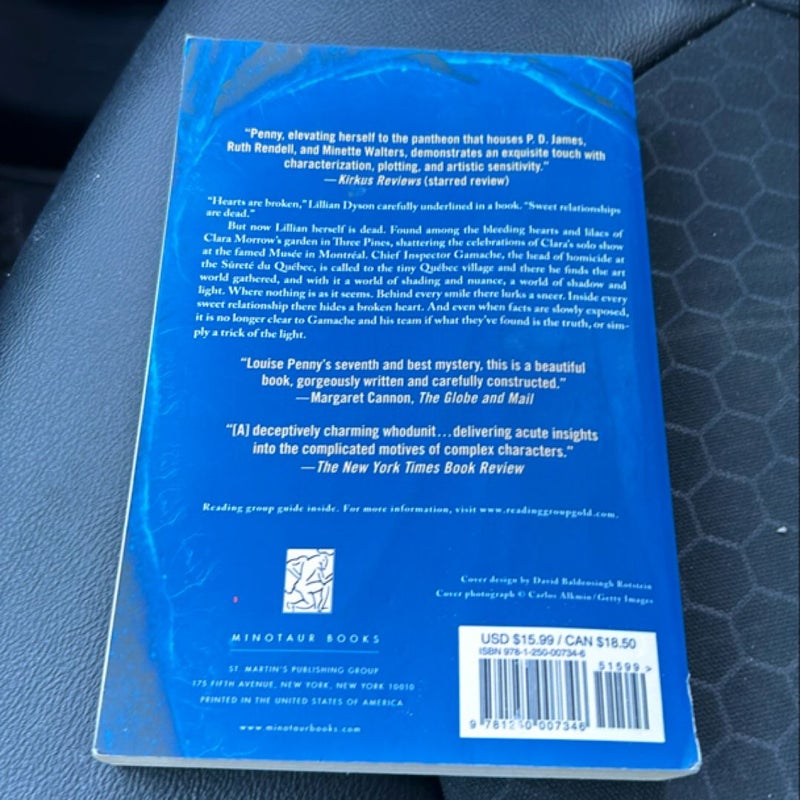 "Penny, elevating herself to the pantheon that houses P. D. James,
Ruth Rendell, and Minette Walters, demonstrates an exquisite touch with
characterization, plotting, and artistic sensitivity."
—Kirkus Reviews (starred review)
"Hearts are broken," Lillian Dyson carefully underlined in a book. "Sweet relationships
are dead."
But now Lillian herself is dead. Found among the bleeding hearts and lilacs of
Clara Morrow's garden in Three Pines, shattering the celebrations of Clara's solo show
at the famed Musée in Montréal. Chief Inspector Gamache, the head of homicide at
the Sûreté du Québec, is called to the tiny Québec village and there he finds the art
world gathered, and with it a world of shading and nuance, a world of shadow and
light. Where nothing is as it seems. Behind every smile there lurks a sneer. Inside every
sweet relationship there hides a broken heart. And even when facts are slowly exposed,
it is no longer clear to Gamache and his team if what they've found is the truth, or sim-
ply a trick of the light.
"Louise Penny's seventh and best mystery, this is a beautiful
book, gorgeously written and carefully constructed."
—Margaret Cannon, The Globe and Mail
"[A] deceptively charming whodunit...delivering acute insights
into the complicated motives of complex characters."
—The New York Times Book Review
Reading group guide inside. For more information, visit www.readinggroupgold.com.
Cover design by David Baldeosingh Rotstein
Cover photograph © Carlos Alkmin/Getty Images
MINOTAUR BOOKS
ST. MARTIN'S PUBLISHING GROUP
175 FIFTH AVENUE, NEW YORK, NEW YORK 10010
PRINTED IN THE UNITED STATES OF AMERICA
www.minotaurbooks.com
USD $15.99 / CAN $18.50
ISBN 978-1-250-00734-6
51599>
9 781250 007346